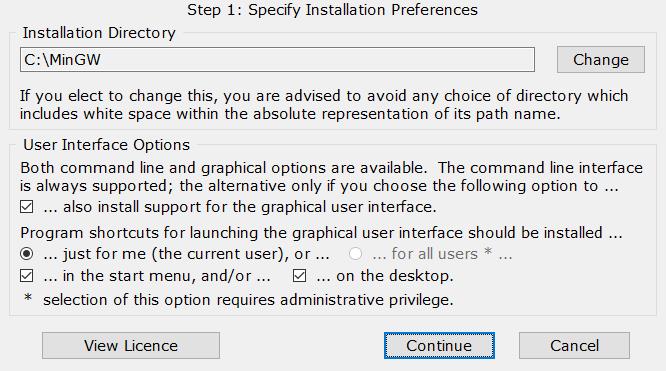 Step 1: Specify Installation Preferences
Installation Directory
C:\MinGW
Change
If you elect to change this, you are advised to avoid any choice of directory which
includes white space within the absolute representation of its path name.
User Interface Options
Both command line and graphical options are available. The command line interface
is always supported; the alternative only if you choose the following option to ...
... also install support for the graphical user interface.
Program shortcuts for launching the graphical user interface should be installed ...
... just for me (the current user), or ... ... for all users * ...
... in the start menu, and/or ... ... on the desktop.
* selection of this option requires administrative privilege.
View Licence Continue Cancel